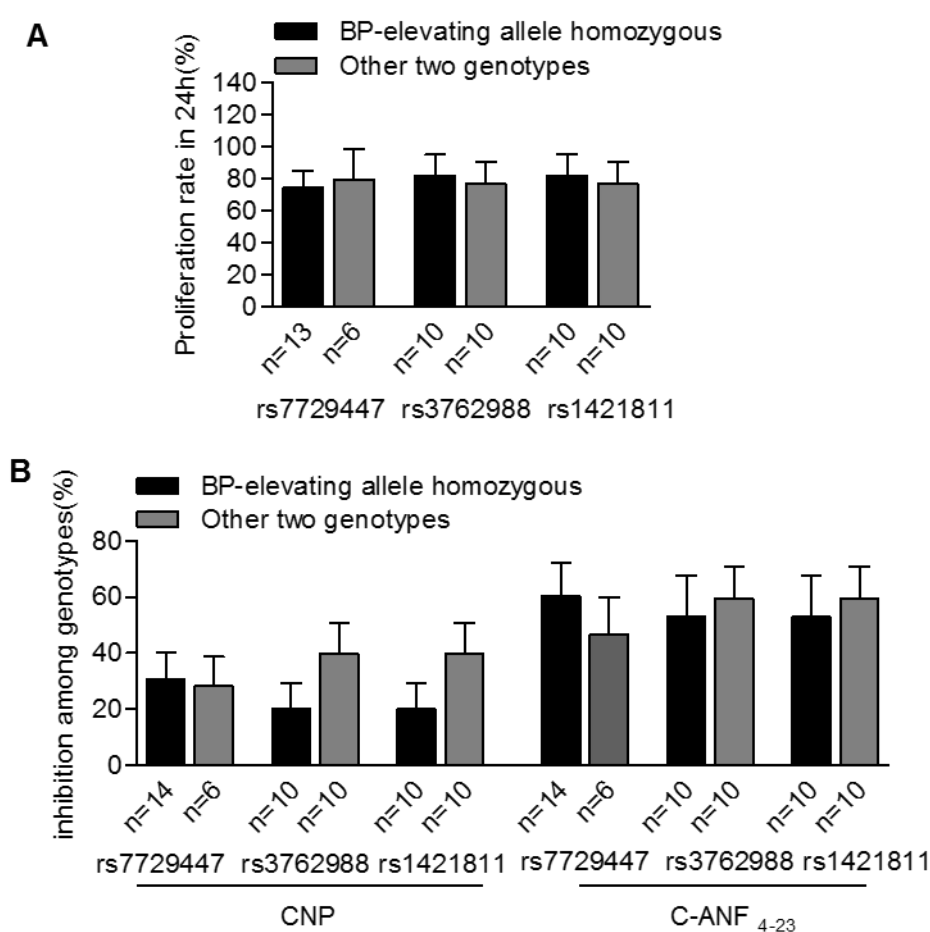 A
BP-elevating allele homozygous
Other two genotypes
Proliferation rate in 24h(%)
140
120
100
80
60
40
20
0
n=13 n=6 n=10 n=10 n=10 n=10
rs7729447 rs3762988 rs1421811
B
BP-elevating allele homozygous
Other two genotypes
inhibition among genotypes(%)
80
60
40
20
0
n=14 n=6 n=10 n=10 n=10 n=10 n=14 n=6 n=10 n=10 n=10 n=10
rs7729447 rs3762988 rs1421811 rs7729447 rs3762988 rs1421811
CNP C-ANF 4-23